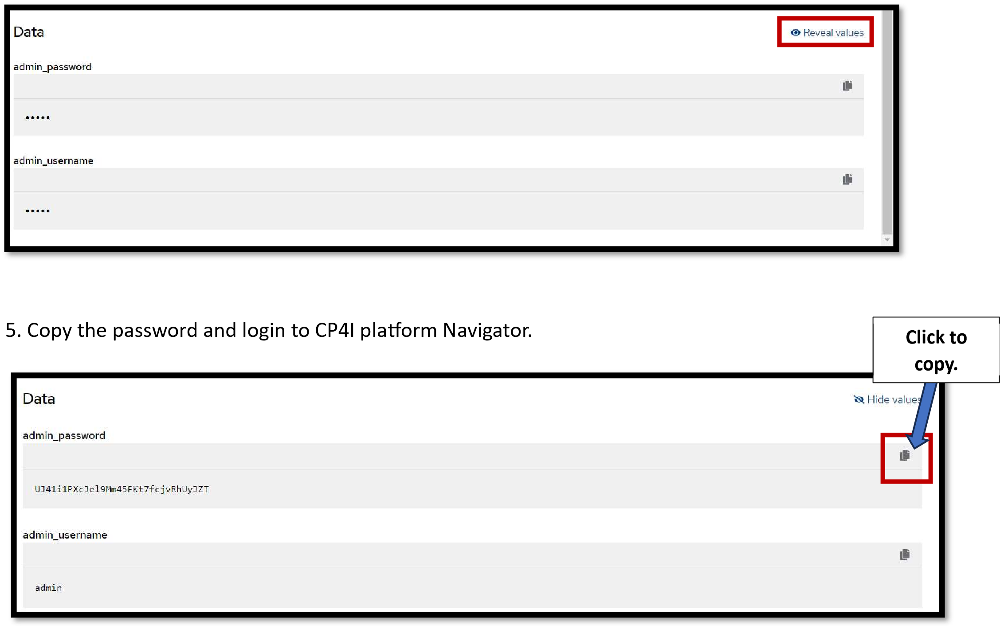 Data
Reveal values
admin_password
•••••
admin_username
•••••
5. Copy the password and login to CP4I platform Navigator.
Click to
copy.
Data
Hide values
admin_password
UJ41i1PXcJel9Mm45FKt7fcjvRhUyJZT
admin_username
admin